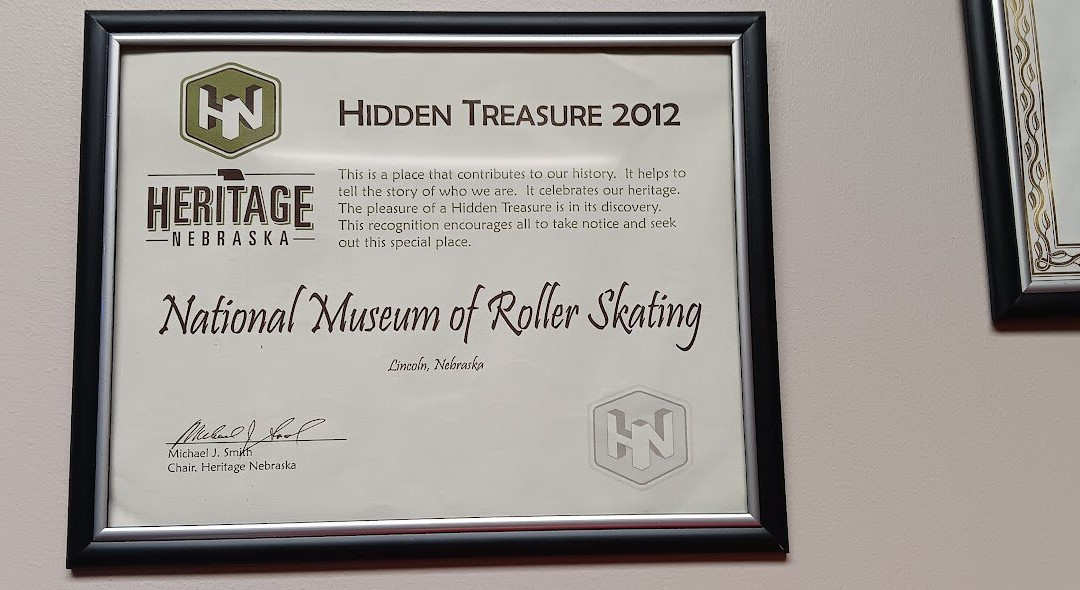 HN
HIDDEN TREASURE 2012
HERITAGE
NEBRASKA
This is a place that contributes to our history. It helps to
tell the story of who we are. It celebrates our heritage.
The pleasure of a Hidden Treasure is in its discovery.
This recognition encourages all to take notice and seek
out this special place.
National Museum of Roller Skating
Lincoln, Nebraska
Michael J. Smith
Chair, Heritage Nebraska
HN